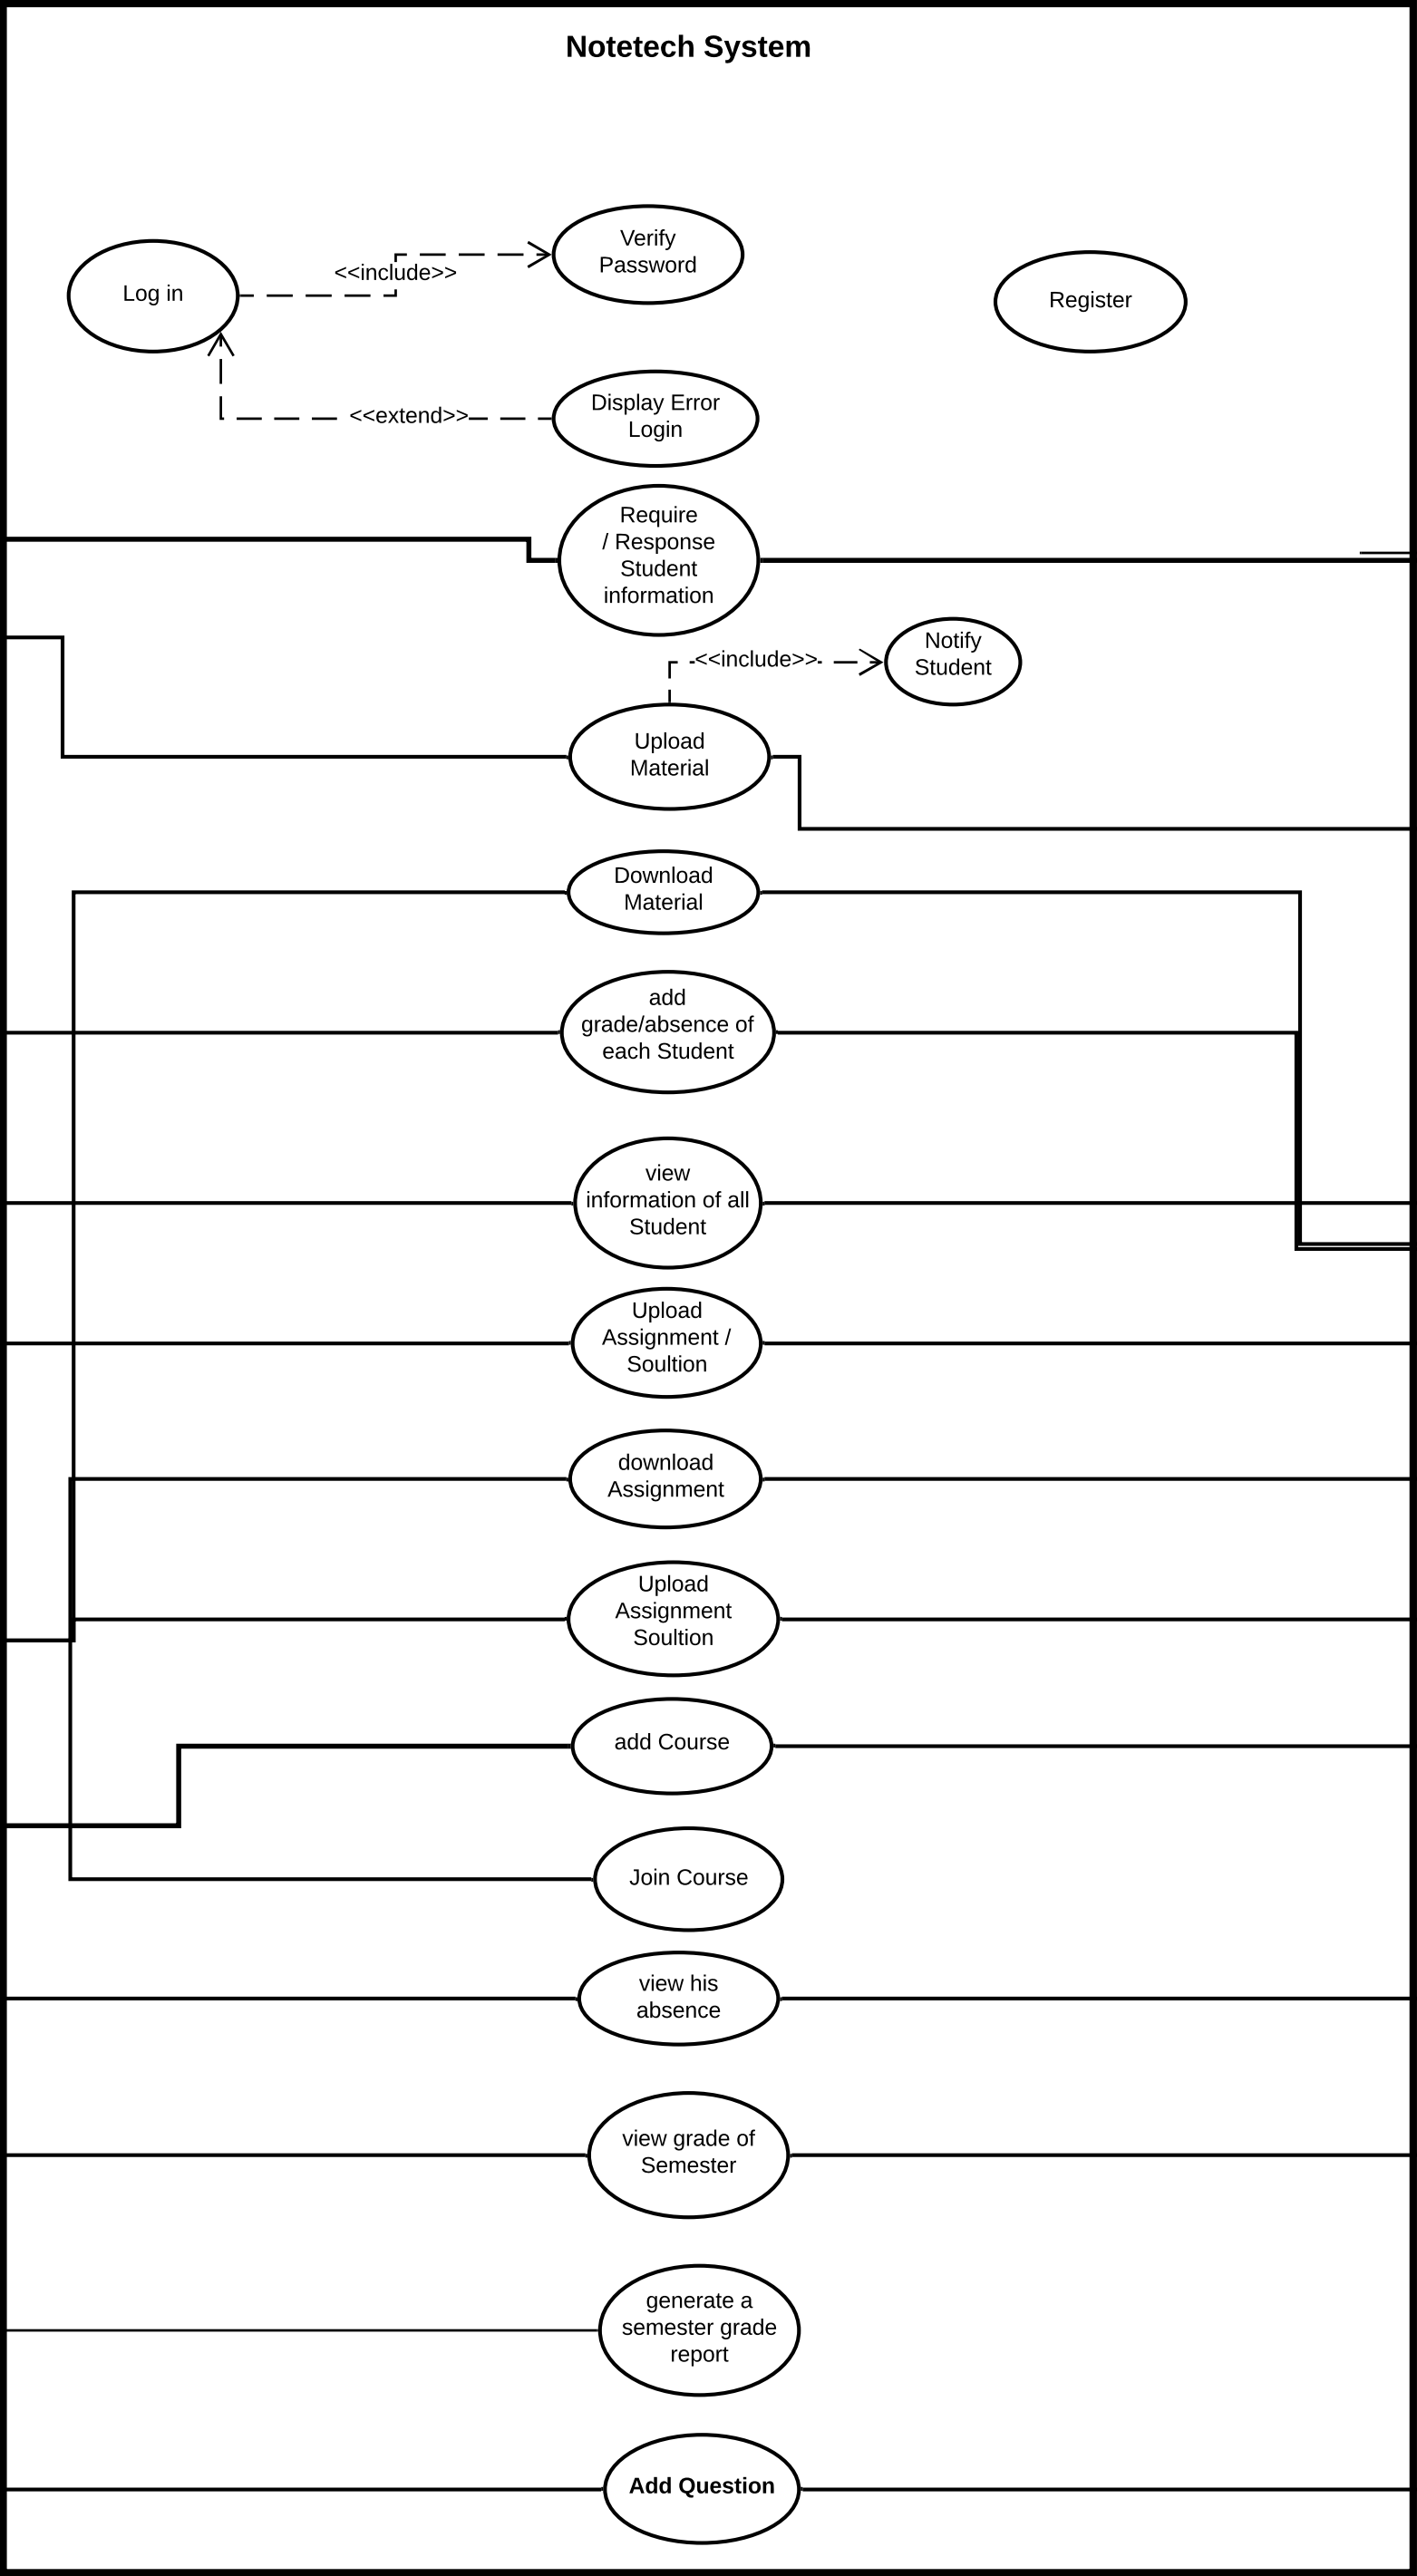 Notetech System
Verify
Password
Log in
<<include>>
Register
Display Error
Login
<<extend>>
Require
/ Response
Student
information
Notify
Student
<<include>>
Upload
Material
Download
Material
add
grade/absence of
each Student
view
information of all
Student
Upload
Assignment /
Soultion
download
Assignment
Upload
Assignment
Soultion
add Course
Join Course
view his
absence
view grade of
Semester
generate a
semester grade
report
Add Question